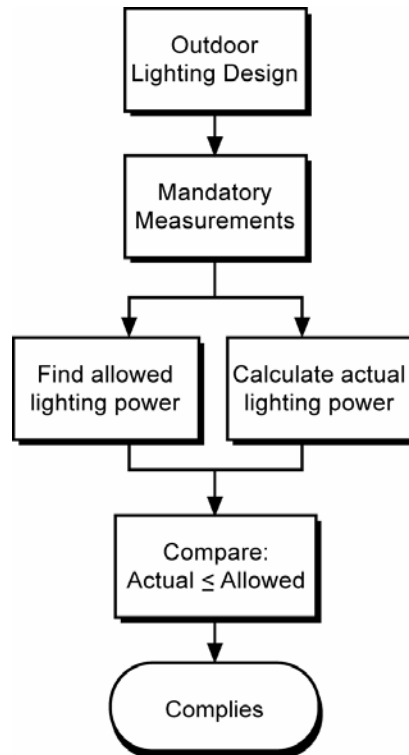 Outdoor
Lighting Design
Mandatory
Measurements
Find allowed
lighting power
Calculate actual
lighting power
Compare:
Actual ≤ Allowed
Complies